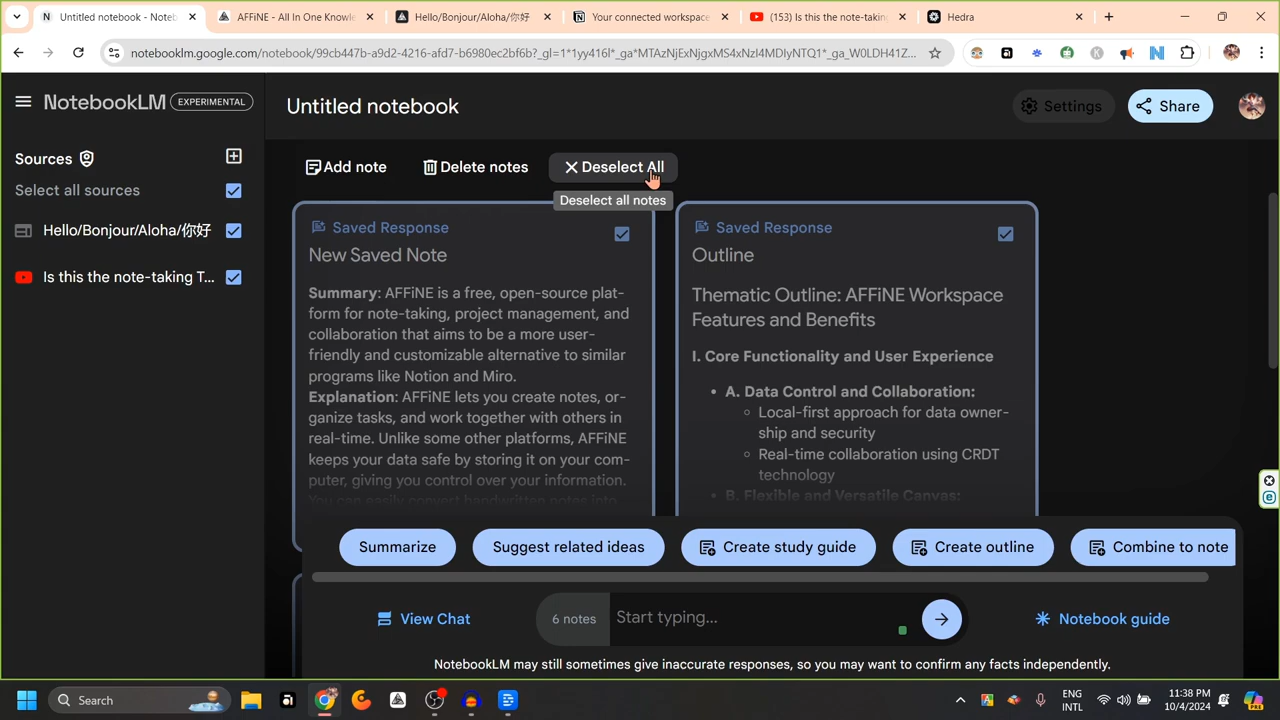 Untitled notebook - Notebo
AFFiNE - All In One Knowle
Hello/Bonjour/Aloha/你好
Your connected workspace
(153) Is this the note-taking
Hedra
notebooklm.google.com/notebook/99cb447b-a9d2-4216-afd7-b6980ec2bf6b?_gl=1*1yy416l*_ga*MTAzNjExNjgxMS4xNzI4MDIyNTQ1*_ga_W0LDH41Z...
NotebookLM EXPERIMENTAL
Untitled notebook
Settings
Share
Sources
Select all sources
Hello/Bonjour/Aloha/你好
Is this the note-taking T...
Add note
Delete notes
Deselect All
Deselect all notes
Saved Response
New Saved Note
Summary: AFFiNE is a free, open-source plat-
form for note-taking, project management, and
collaboration that aims to be a more user-
friendly and customizable alternative to similar
programs like Notion and Miro.
Explanation: AFFiNE lets you create notes, or-
ganize tasks, and work together with others in
real-time. Unlike some other platforms, AFFiNE
keeps your data safe by storing it on your com-
puter, giving you control over your information.
You can easily convert handwritten notes into
Saved Response
Outline
Thematic Outline: AFFiNE Workspace
Features and Benefits
I. Core Functionality and User Experience
A. Data Control and Collaboration:
Local-first approach for data owner-
ship and security
Real-time collaboration using CRDT
technology
B. Flexible and Versatile Canvas:
Summarize
Suggest related ideas
Create study guide
Create outline
Combine to note
View Chat
6 notes
Start typing...
Notebook guide
NotebookLM may still sometimes give inaccurate responses, so you may want to confirm any facts independently.
Search
ENG
INTL
11:38 PM
10/4/2024